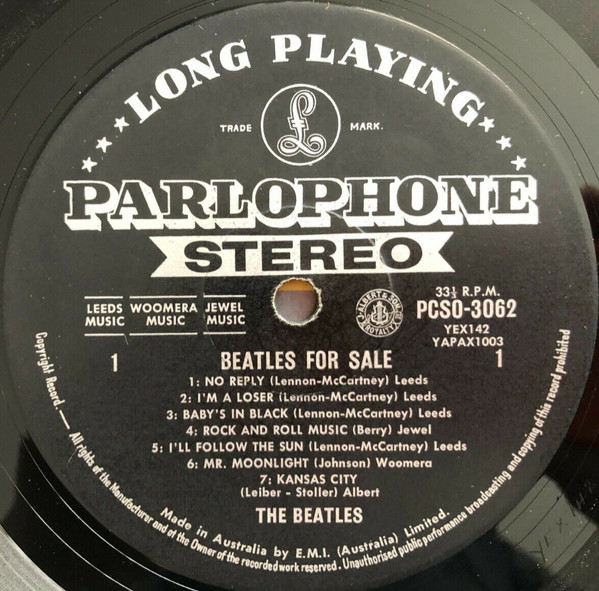 LONG PLAYING
TRADE MARK.
£
PARLOPHONE
STEREO
LEEDS MUSIC
WOOMERA MUSIC
JEWEL MUSIC
J. ALBERT & SON
ROYALTY
33⅓ R.P.M.
PCSO-3062
YEX142
YAPAX1003
1
BEATLES FOR SALE
1
1: NO REPLY (Lennon-McCartney) Leeds
2: I'M A LOSER (Lennon-McCartney) Leeds
3: BABY'S IN BLACK (Lennon-McCartney) Leeds
4: ROCK AND ROLL MUSIC (Berry) Jewel
5: I'LL FOLLOW THE SUN (Lennon-McCartney) Leeds
6: MR. MOONLIGHT (Johnson) Woomera
7: KANSAS CITY
(Leiber - Stoller) Albert
THE BEATLES
Made in Australia by E.M.I. (Australia) Limited.
Copyright Record.— All rights of the Manufacturer and of the Owner of the recorded work reserved. Unauthorised public performance broadcasting and copying of this record prohibited